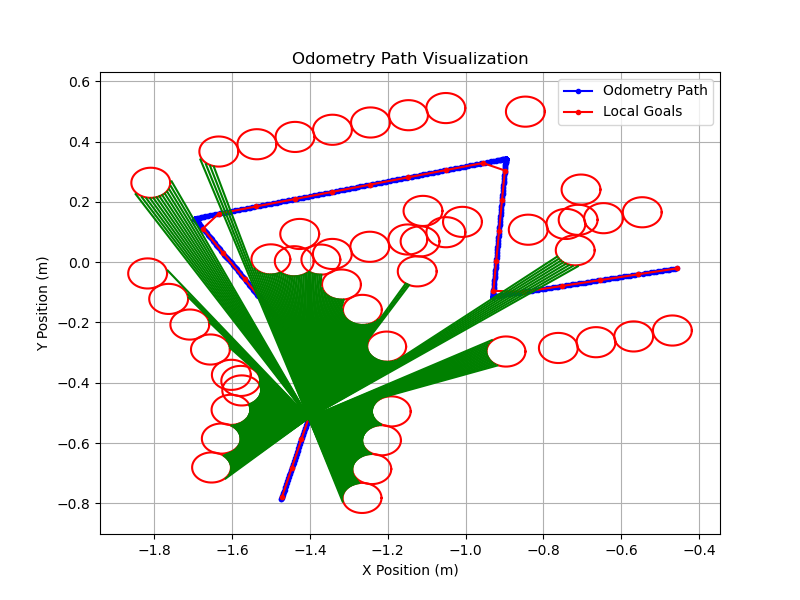 Odometry Path Visualization
Odometry Path
Local Goals
0.6
0.4
0.2
0.0
−0.2
−0.4
−0.6
−0.8
Y Position (m)
−1.8 −1.6 −1.4 −1.2 −1.0 −0.8 −0.6 −0.4
X Position (m)